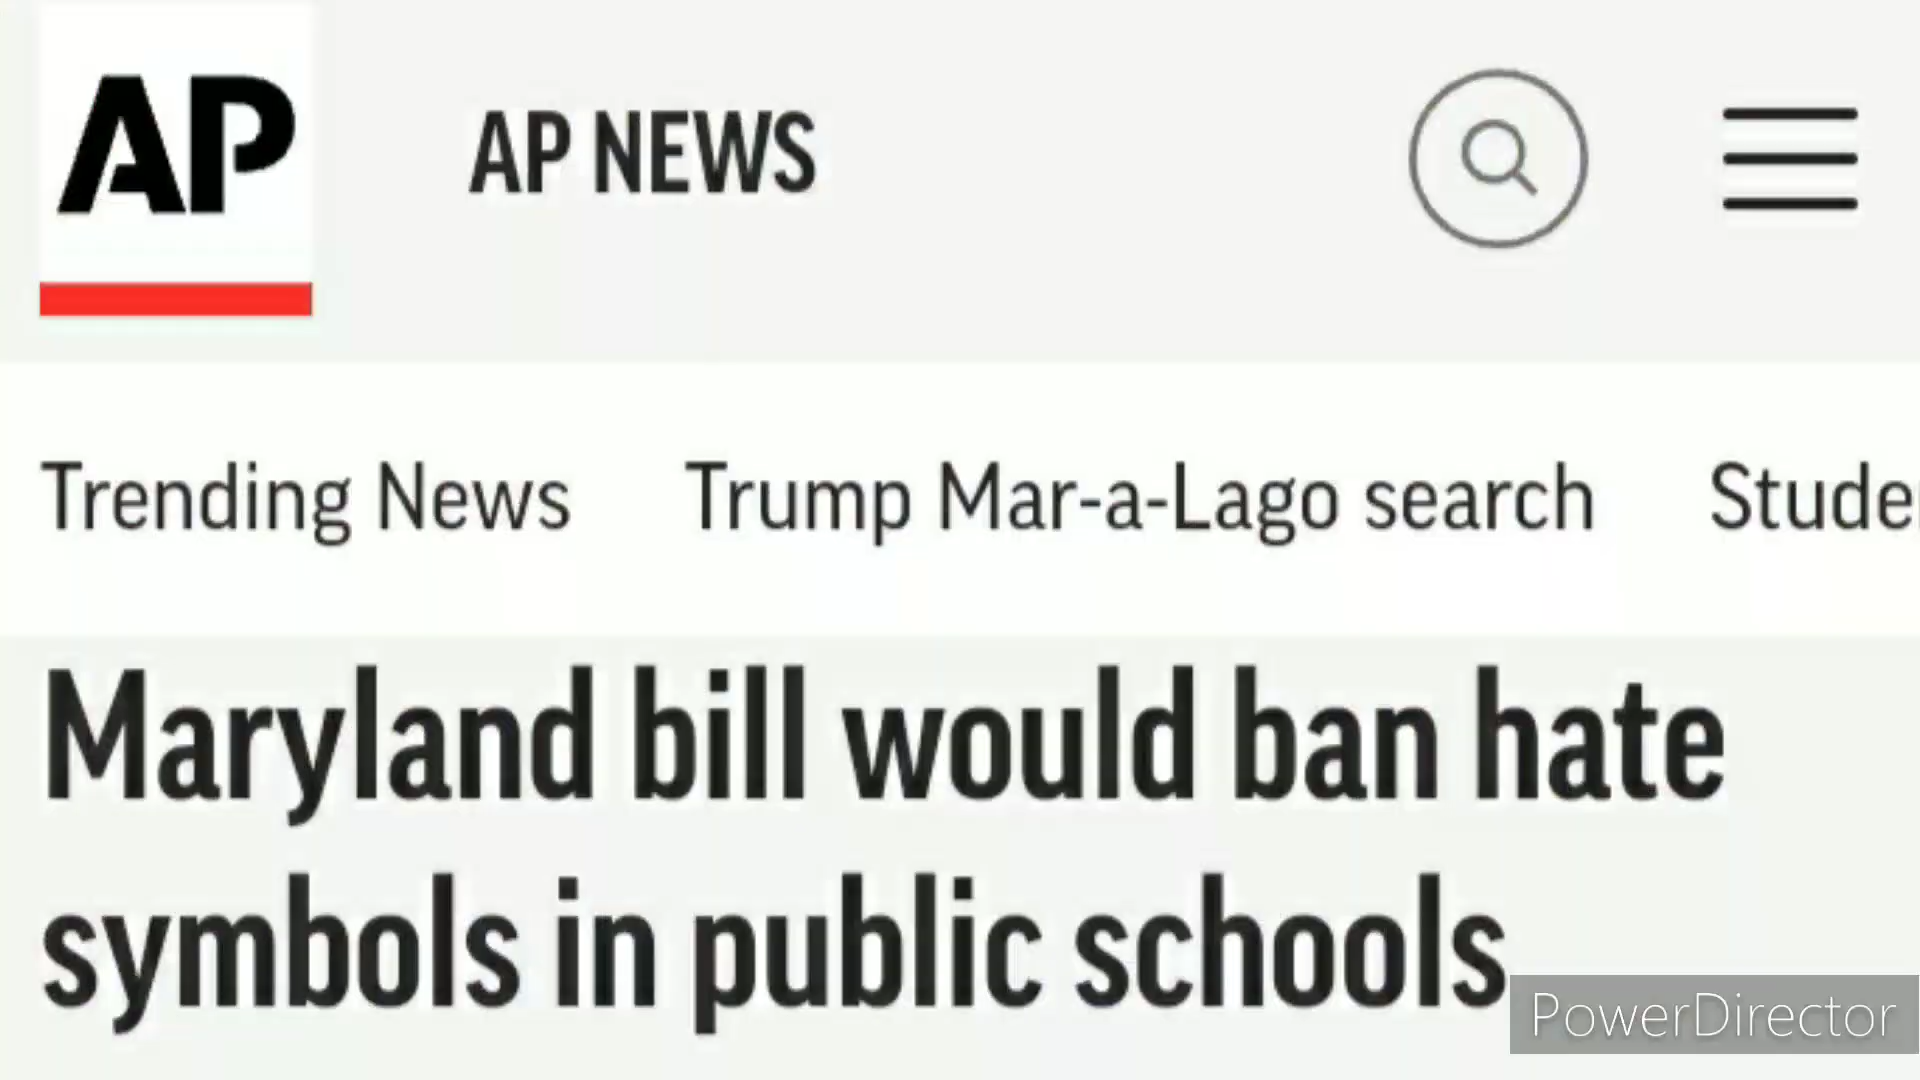 AP
AP NEWS
Trending News Trump Mar-a-Lago search Stude
Maryland bill would ban hate
symbols in public schools
PowerDirector